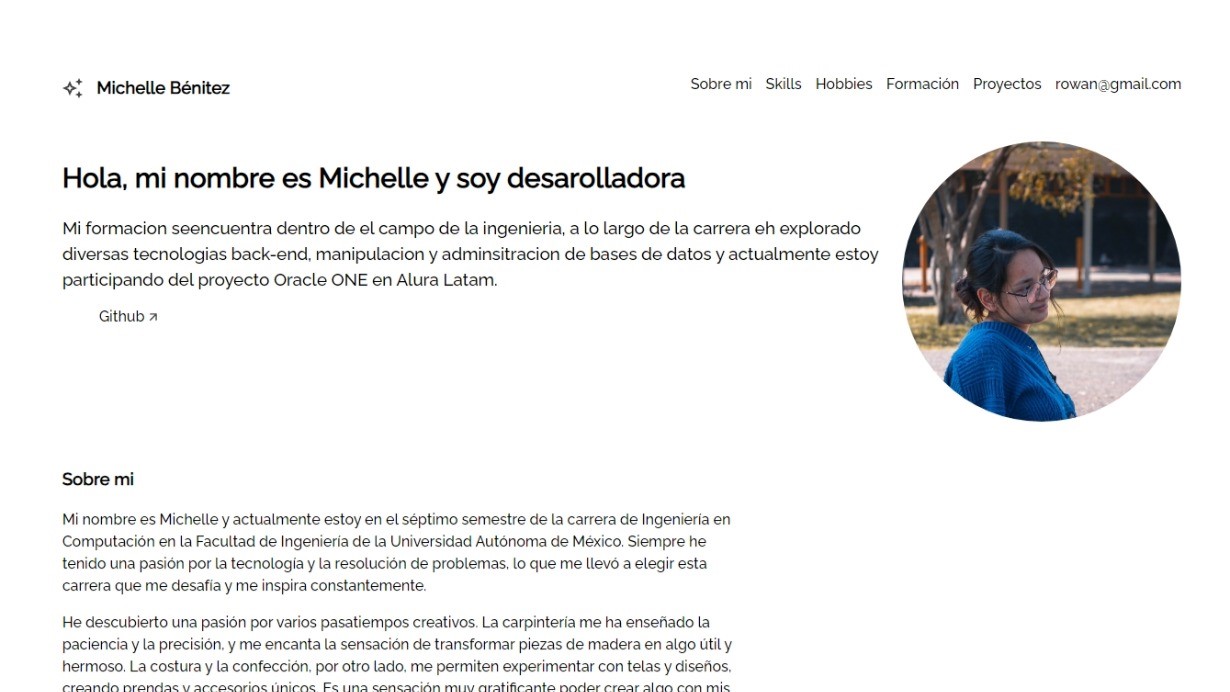 Michelle Bénitez
Sobre mi Skills Hobbies Formación Proyectos rowan@gmail.com
Hola, mi nombre es Michelle y soy desarolladora
Mi formacion seencuentra dentro de el campo de la ingenieria, a lo largo de la carrera eh explorado
diversas tecnologias back-end, manipulacion y adminsitracion de bases de datos y actualmente estoy
participando del proyecto Oracle ONE en Alura Latam.
Github ↗
Sobre mi
Mi nombre es Michelle y actualmente estoy en el séptimo semestre de la carrera de Ingeniería en
Computación en la Facultad de Ingeniería de la Universidad Autónoma de México. Siempre he
tenido una pasión por la tecnología y la resolución de problemas, lo que me llevó a elegir esta
carrera que me desafía y me inspira constantemente.
He descubierto una pasión por varios pasatiempos creativos. La carpintería me ha enseñado la
paciencia y la precisión, y me encanta la sensación de transformar piezas de madera en algo útil y
hermoso. La costura y la confección, por otro lado, me permiten experimentar con telas y diseños,
creando prendas y accesorios únicos. Es una sensación muy gratificante poder crear algo con mis